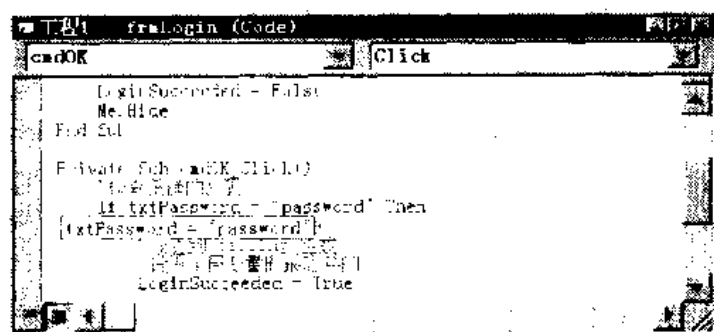 工程1 - frmLogin (Code)
cmdOK Click
LoginSucceeded = False
Me.Hide
End Sub
Private Sub cmdOK_Click()
If txtPassword = "password" Then
txtPassword = "password"
LoginSucceeded = True